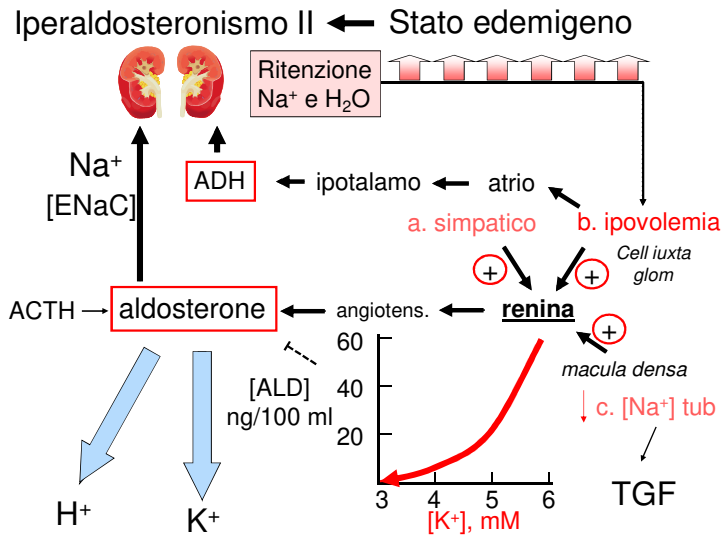 Iperaldosteronismo II
Stato edemigeno
Ritenzione
Na⁺ e H₂O
Na⁺
[ENaC]
ADH
ipotalamo
atrio
a. simpatico
b. ipovolemia
Cell iuxta
glom
+
+
ACTH
aldosterone
angiotens.
renina
+
macula densa
c. [Na⁺] tub
TGF
[ALD]
ng/100 ml
60
40
20
3 4 5 6
[K⁺], mM
H⁺
K⁺